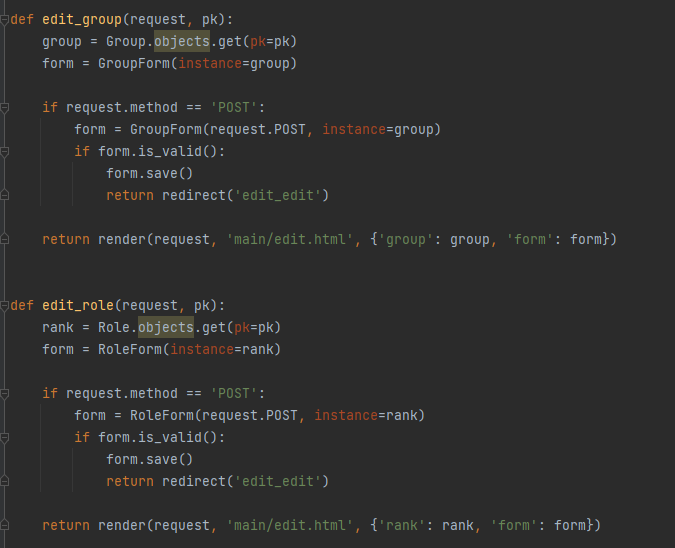 def edit_group(request, pk):
    group = Group.objects.get(pk=pk)
    form = GroupForm(instance=group)

    if request.method == 'POST':
        form = GroupForm(request.POST, instance=group)
        if form.is_valid():
            form.save()
            return redirect('edit_edit')

    return render(request, 'main/edit.html', {'group': group, 'form': form})


def edit_role(request, pk):
    rank = Role.objects.get(pk=pk)
    form = RoleForm(instance=rank)

    if request.method == 'POST':
        form = RoleForm(request.POST, instance=rank)
        if form.is_valid():
            form.save()
            return redirect('edit_edit')

    return render(request, 'main/edit.html', {'rank': rank, 'form': form})